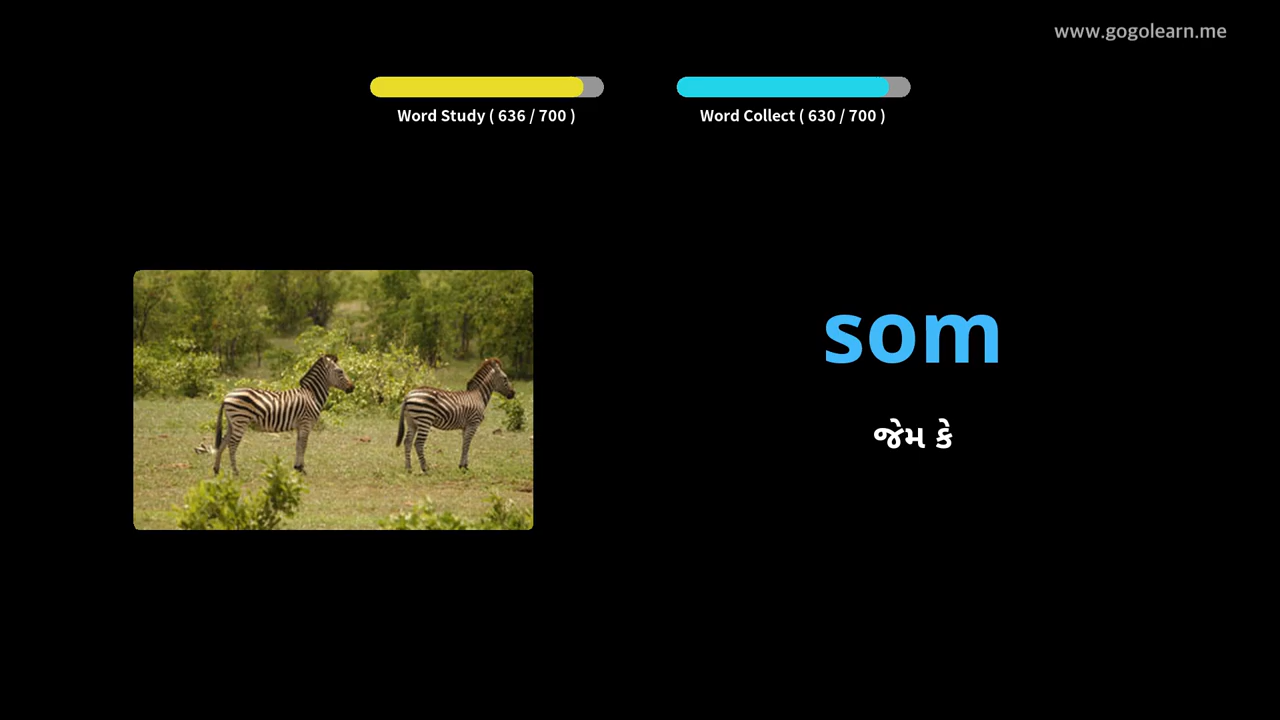 www.gogolearn.me
Word Study ( 636 / 700 )
Word Collect ( 630 / 700 )
som
જેમ કે